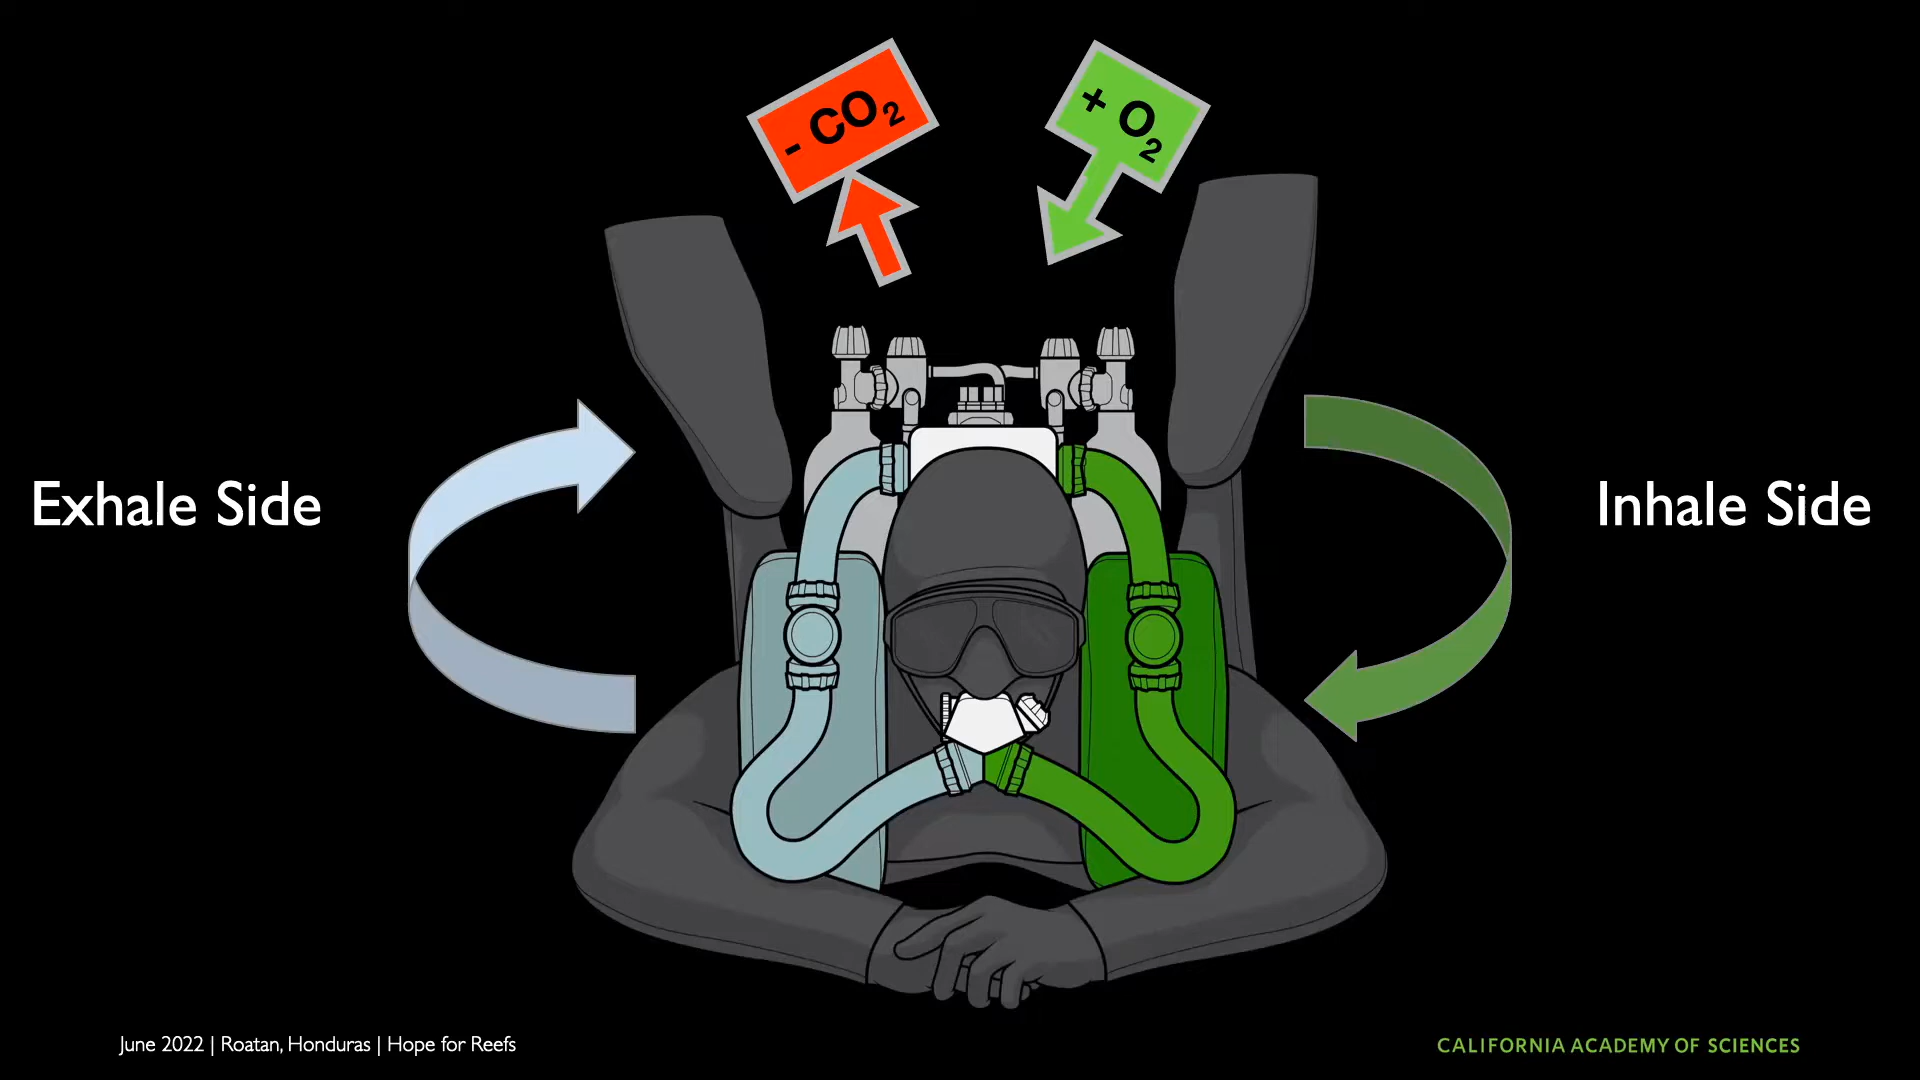 - CO₂
+ O₂
Exhale Side
Inhale Side
June 2022 | Roatan, Honduras | Hope for Reefs
CALIFORNIA ACADEMY OF SCIENCES